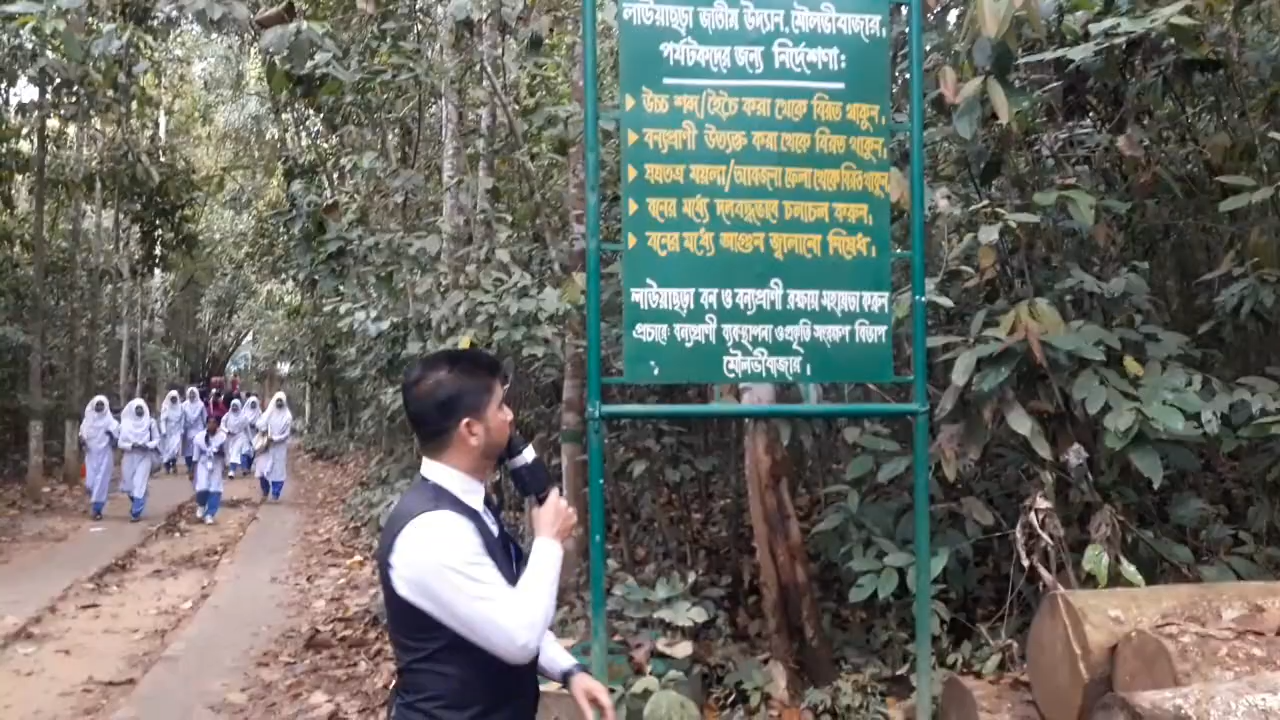 লাউয়াছড়া জাতীয় উদ্যান, মৌলভীবাজার।
পর্যটকদের জন্য নির্দেশণা:
উচ্চ শব্দ/হৈচৈ করা থেকে বিরত থাকুন।
বন্যপ্রাণী উত্যক্ত করা থেকে বিরত থাকুন।
যত্রতত্র ময়লা/আবর্জনা ফেলা থেকে বিরত থাকুন,
বনের মধ্যে দলবদ্ধভাবে চলাচল করুন।
বনের মধ্যে আগুন জ্বালানো নিষেধ।
লাউয়াছড়া বন ও বন্যপ্রাণী রক্ষায় সহায়তা করুন
প্রচারে: বন্যপ্রাণী ব্যবস্থাপনা ও প্রকৃতি সংরক্ষণ বিভাগ
মৌলভীবাজার।